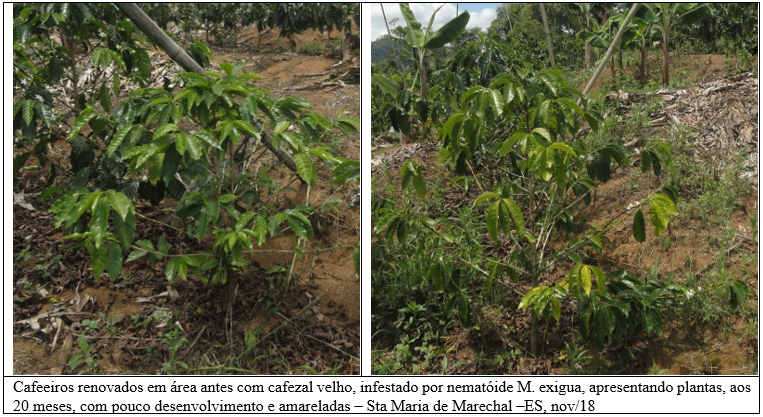 Cafeeiros renovados em área antes com cafezal velho, infestado por nematóide M. exigua, apresentando plantas, aos
20 meses, com pouco desenvolvimento e amareladas – Sta Maria de Marechal –ES, nov/18